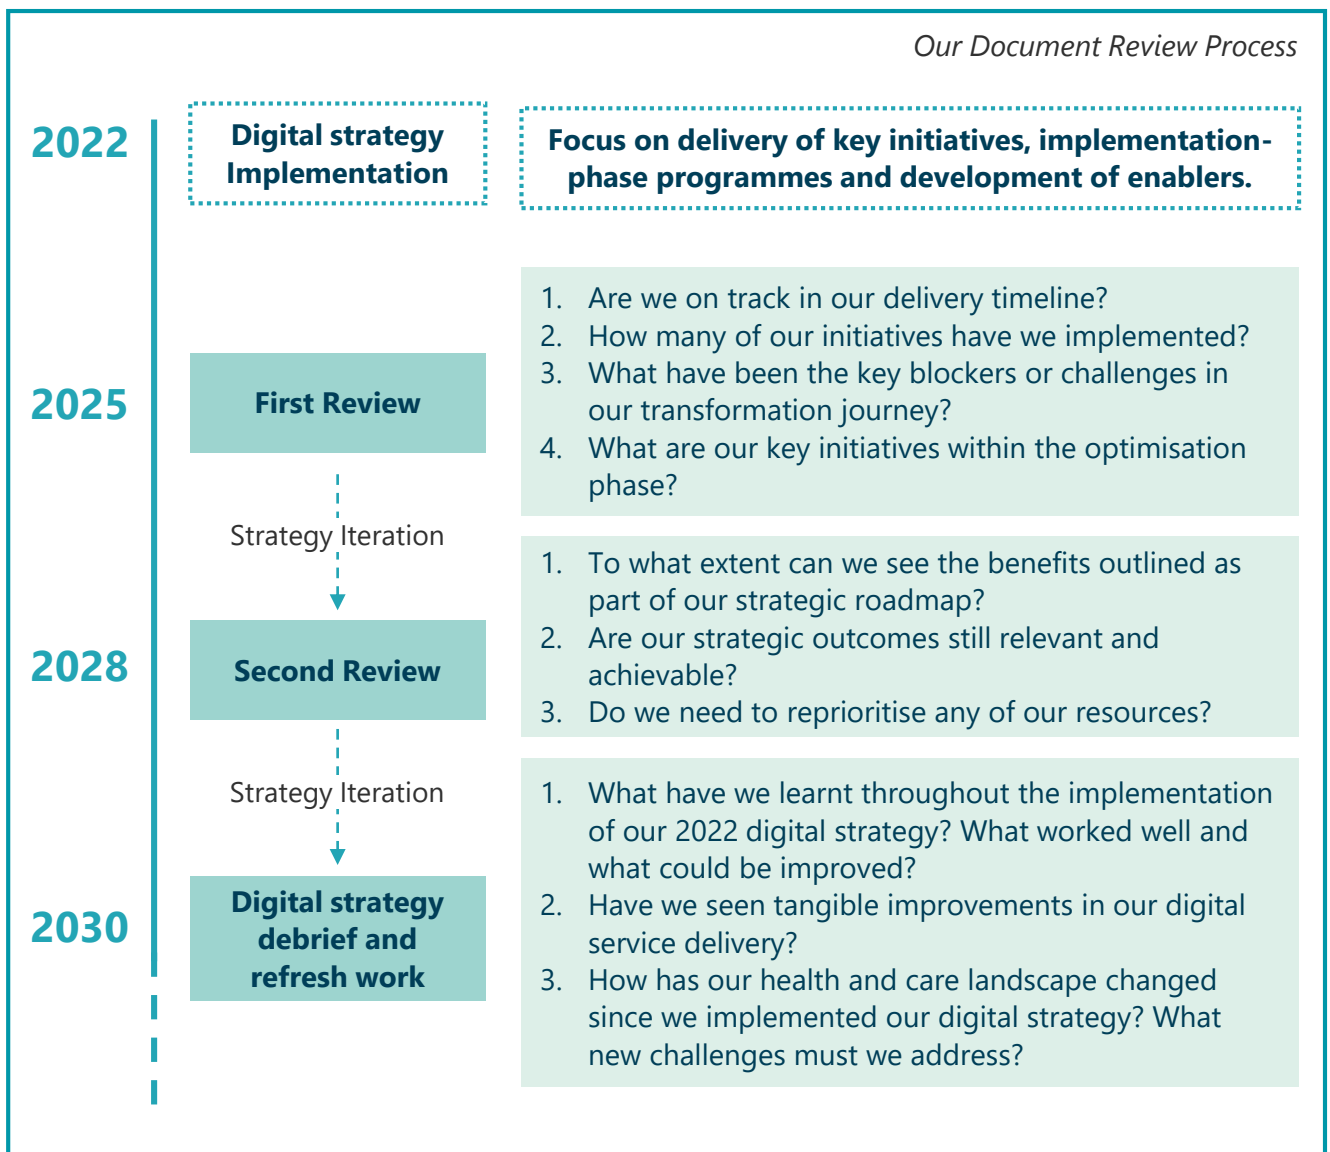 Our Document Review Process
2022
Digital strategy
Implementation
Focus on delivery of key initiatives, implementation-
phase programmes and development of enablers.
2025
First Review
1. Are we on track in our delivery timeline?
2. How many of our initiatives have we implemented?
3. What have been the key blockers or challenges in
our transformation journey?
4. What are our key initiatives within the optimisation
phase?
Strategy Iteration
2028
Second Review
1. To what extent can we see the benefits outlined as
part of our strategic roadmap?
2. Are our strategic outcomes still relevant and
achievable?
3. Do we need to reprioritise any of our resources?
Strategy Iteration
2030
Digital strategy
debrief and
refresh work
1. What have we learnt throughout the implementation
of our 2022 digital strategy? What worked well and
what could be improved?
2. Have we seen tangible improvements in our digital
service delivery?
3. How has our health and care landscape changed
since we implemented our digital strategy? What
new challenges must we address?